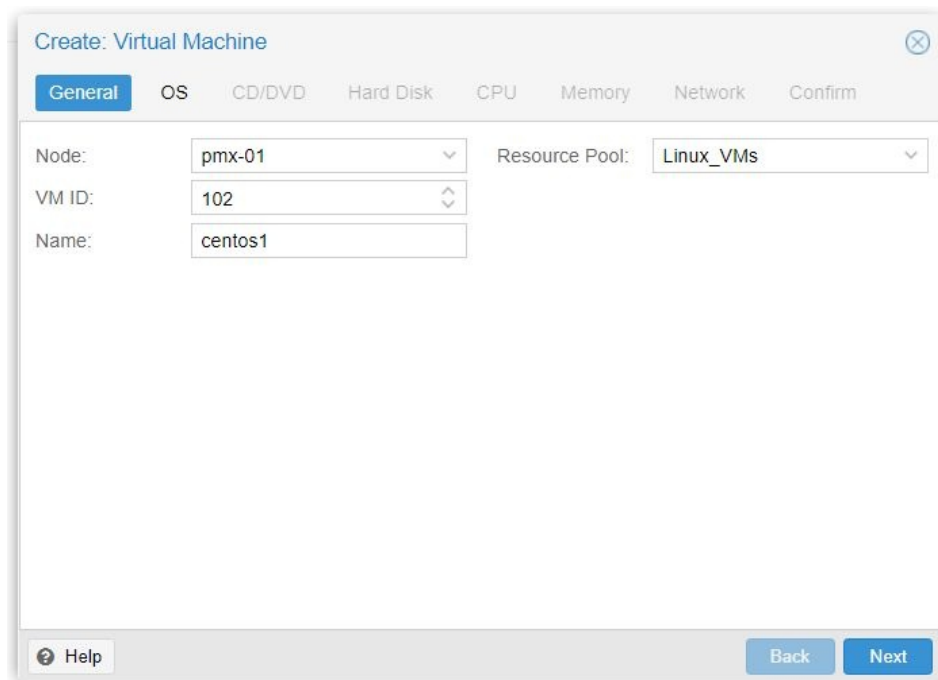 Create: Virtual Machine
General OS CD/DVD Hard Disk CPU Memory Network Confirm
Node: pmx-01 Resource Pool: Linux_VMs
VM ID: 102
Name: centos1
Help Back Next